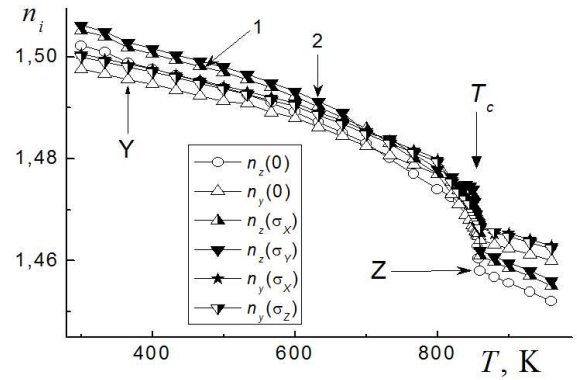 n_i
1
2
1,50
T_c
Y
1,48
n_z(0)
n_y(0)
n_z(σ_X)
n_z(σ_Y)
n_y(σ_X)
n_y(σ_Z)
1,46
Z
400 600 800 T, K